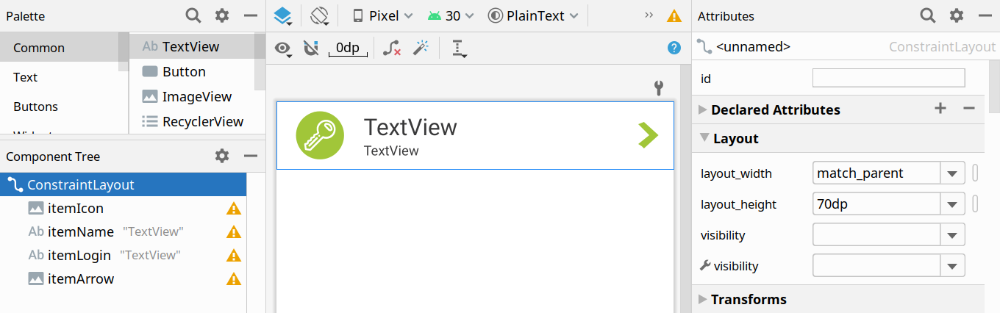 Palette
Common
Text
Buttons
Ab TextView
Button
ImageView
RecyclerView
Component Tree
ConstraintLayout
itemIcon
Ab itemName "TextView"
Ab itemLogin "TextView"
itemArrow
Pixel 30 PlainText
0dp ?
TextView
TextView
Attributes
<unnamed> ConstraintLayout
id
Declared Attributes
Layout
layout_width match_parent
layout_height 70dp
visibility
visibility
Transforms